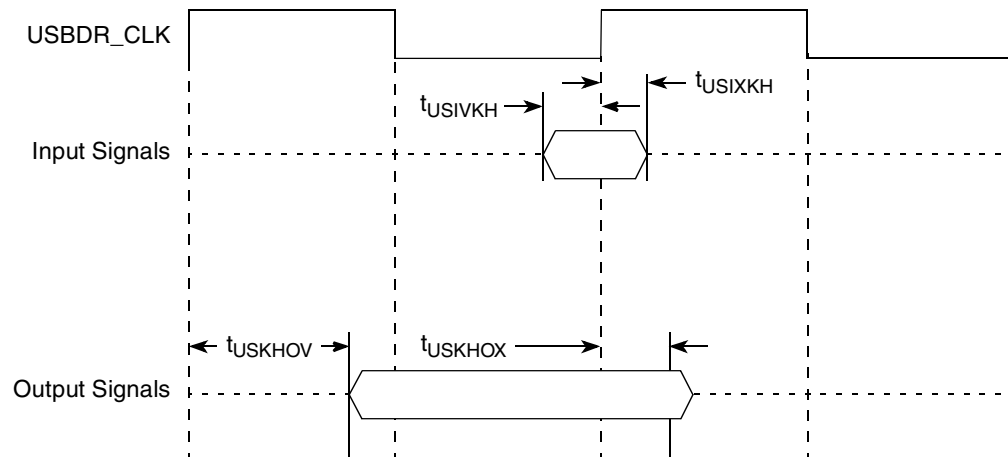 USBDR_CLK
tUSIXKH
tUSIVKH
Input Signals
tUSKHOV
tUSKHOX
Output Signals